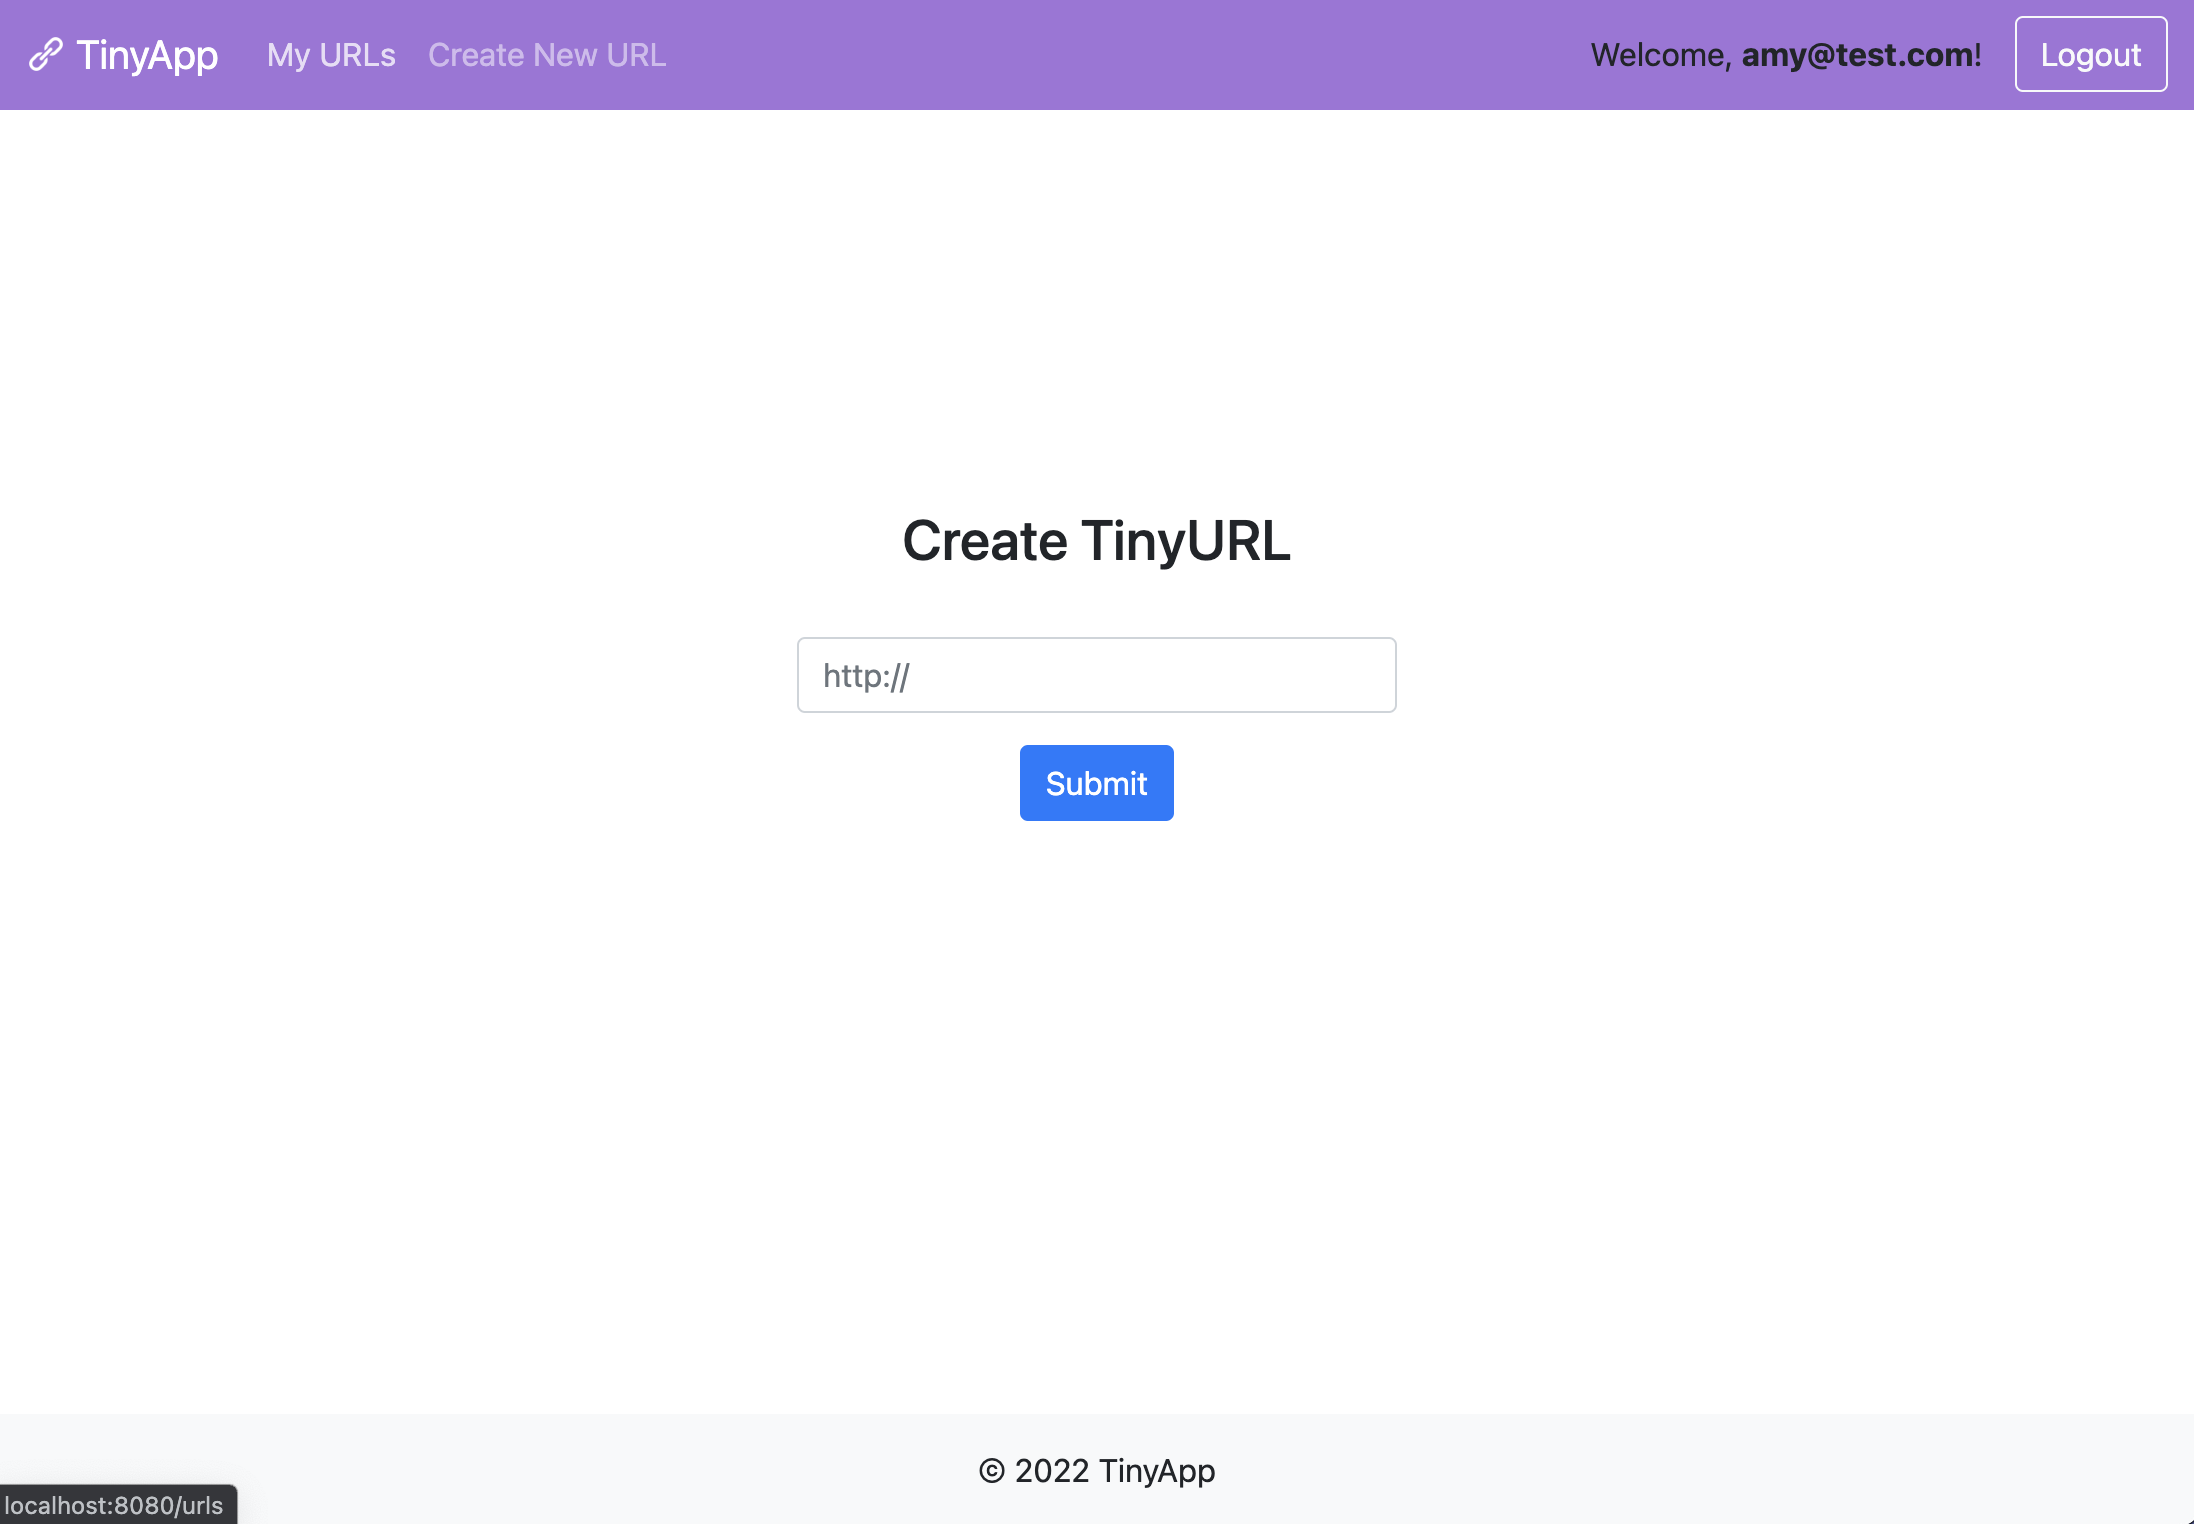 TinyApp My URLs Create New URL Welcome, amy@test.com! Logout
Create TinyURL
http://
Submit
© 2022 TinyApp
localhost:8080/urls